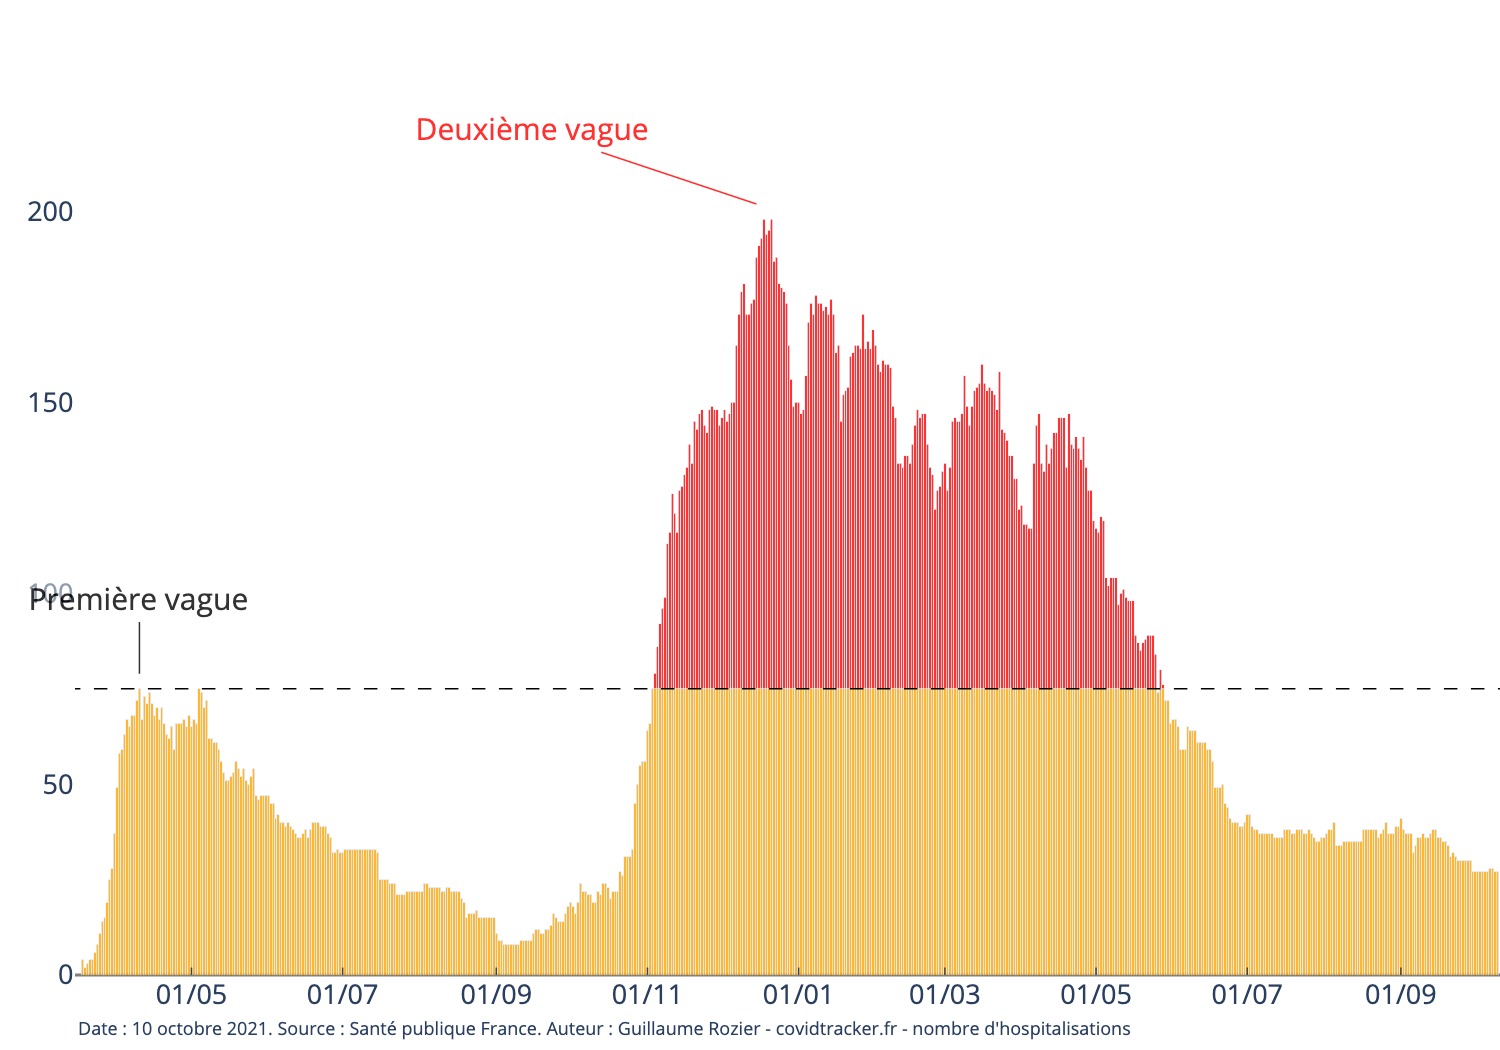 Deuxième vague
200
150
100
Première vague
50
0
01/05 01/07 01/09 01/11 01/01 01/03 01/05 01/07 01/09
Date : 10 octobre 2021. Source : Santé publique France. Auteur : Guillaume Rozier - covidtracker.fr - nombre d'hospitalisations